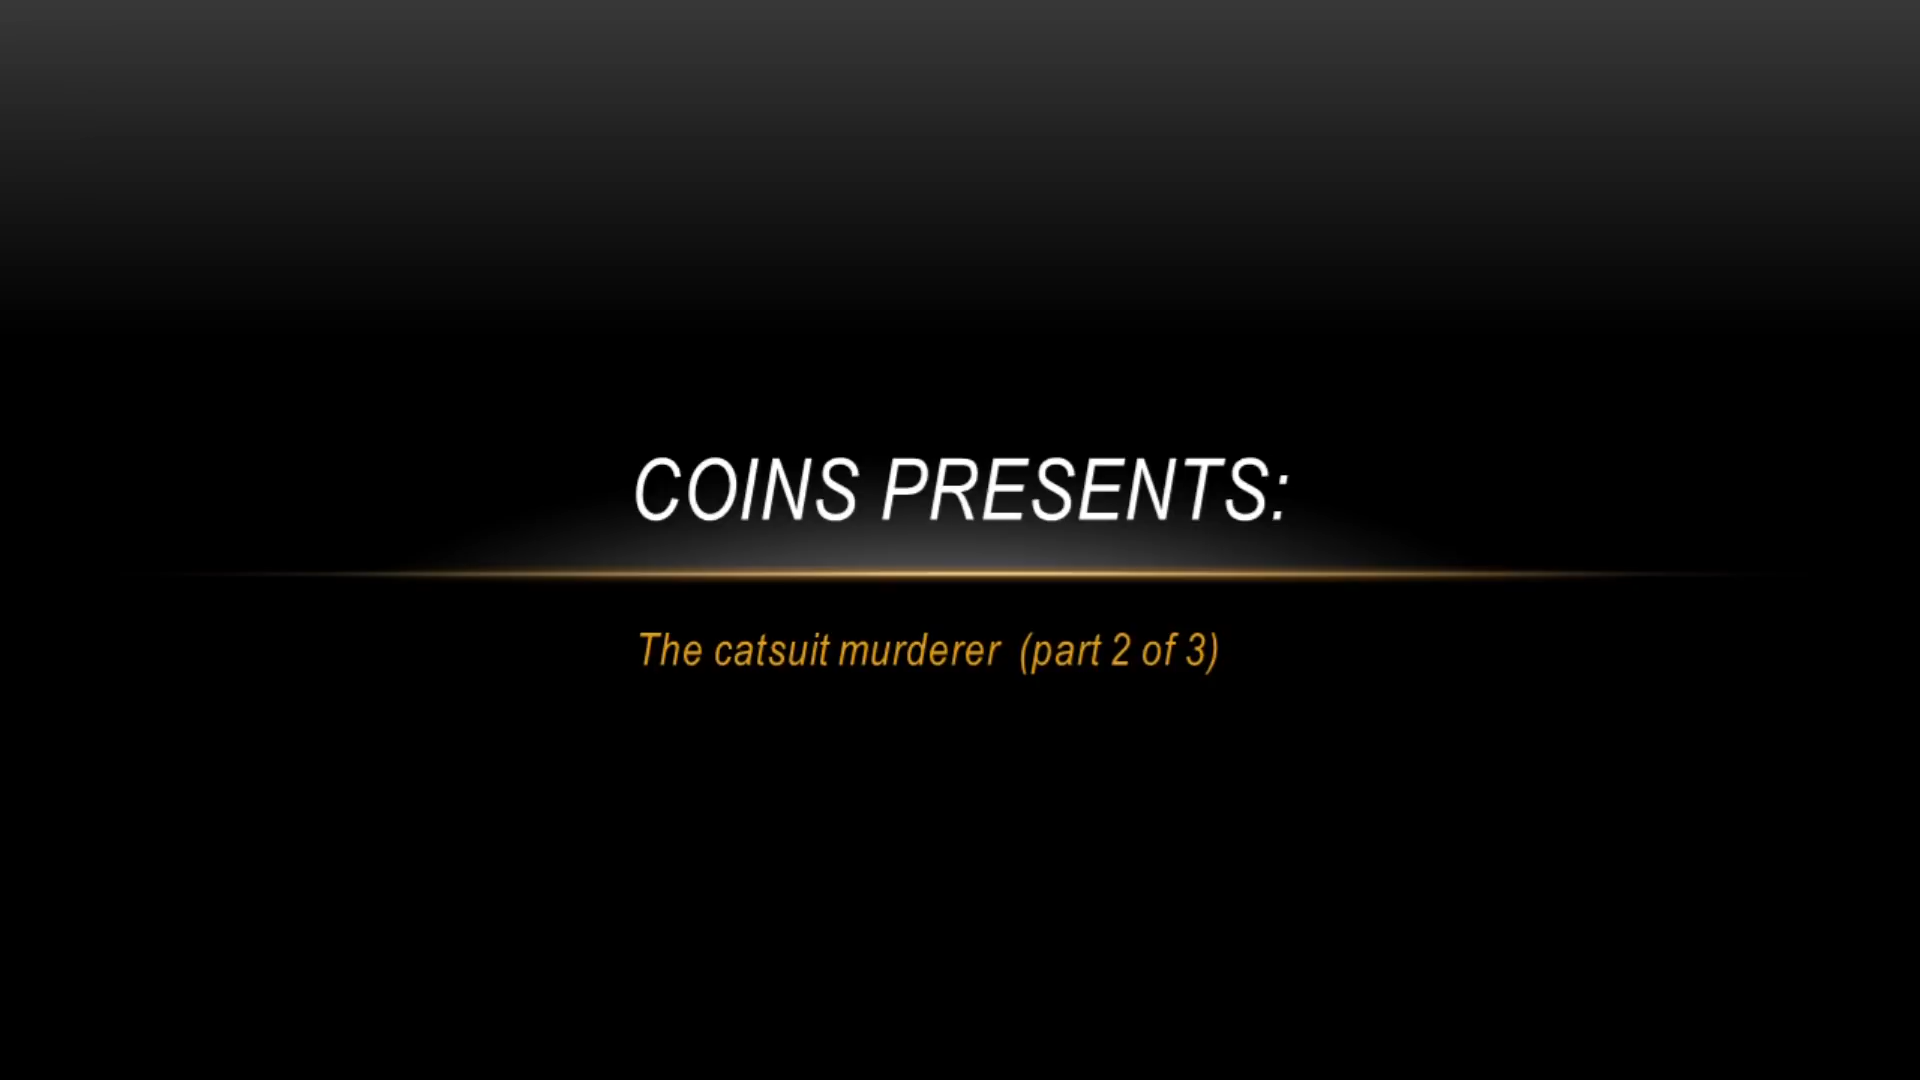 COINS PRESENTS:
The catsuit murderer (part 2 of 3)